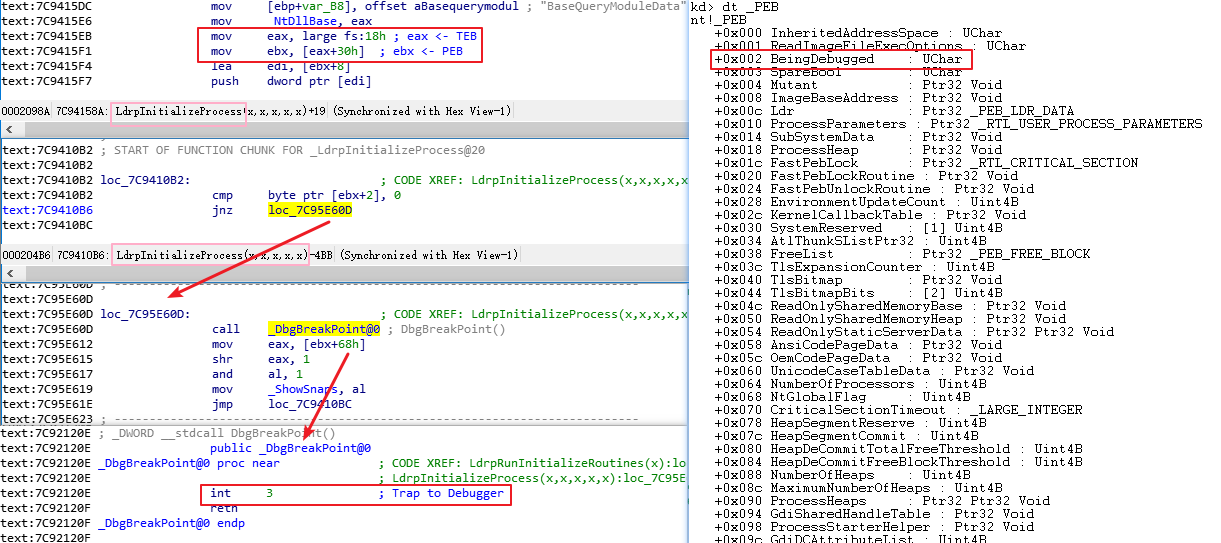 text:7C9415DC mov [ebp+var_B8], offset aBasequerymodul ; "BaseQueryModuleData"
text:7C9415E6 mov _NtDllBase, eax
text:7C9415EB mov eax, large fs:18h ; eax <- TEB
text:7C9415F1 mov ebx, [eax+30h] ; ebx <- PEB
text:7C9415F4 lea edi, [ebx+8]
text:7C9415F7 push dword ptr [edi]
0002098A 7C94158A: LdrpInitializeProcess(x,x,x,x,x)+19 (Synchronized with Hex View-1)
text:7C9410B2 ; START OF FUNCTION CHUNK FOR _LdrpInitializeProcess@20
text:7C9410B2
text:7C9410B2 loc_7C9410B2: ; CODE XREF: LdrpInitializeProcess(x,x,x,x,x
text:7C9410B2 cmp byte ptr [ebx+2], 0
text:7C9410B6 jnz loc_7C95E60D
text:7C9410BC
000204B6 7C9410B6: LdrpInitializeProcess(x,x,x,x,x)-4BB (Synchronized with Hex View-1)
text:7C95E60D ; ---------------------------------------------------------------------------
text:7C95E60D
text:7C95E60D loc_7C95E60D: ; CODE XREF: LdrpInitializeProcess(x,x,x,x,x
text:7C95E60D call _DbgBreakPoint@0 ; DbgBreakPoint()
text:7C95E612 mov eax, [ebx+68h]
text:7C95E615 shr eax, 1
text:7C95E617 and al, 1
text:7C95E619 mov _ShowSnaps, al
text:7C95E61E jmp loc_7C9410BC
text:7C95E623 ; ---------------------------------------------------------------------------
text:7C92120E ; _DWORD __stdcall DbgBreakPoint()
text:7C92120E public _DbgBreakPoint@0
text:7C92120E _DbgBreakPoint@0 proc near ; CODE XREF: LdrpRunInitializeRoutines(x):loc
text:7C92120E ; LdrpInitializeProcess(x,x,x,x,x):loc_7C95E
text:7C92120E int 3 ; Trap to Debugger
text:7C92120F retn
text:7C92120F _DbgBreakPoint@0 endp
text:7C92120F
kd> dt _PEB
nt!_PEB
+0x000 InheritedAddressSpace : UChar
+0x001 ReadImageFileExecOptions : UChar
+0x002 BeingDebugged : UChar
+0x003 SpareBool : UChar
+0x004 Mutant : Ptr32 Void
+0x008 ImageBaseAddress : Ptr32 Void
+0x00c Ldr : Ptr32 _PEB_LDR_DATA
+0x010 ProcessParameters : Ptr32 _RTL_USER_PROCESS_PARAMETERS
+0x014 SubSystemData : Ptr32 Void
+0x018 ProcessHeap : Ptr32 Void
+0x01c FastPebLock : Ptr32 _RTL_CRITICAL_SECTION
+0x020 FastPebLockRoutine : Ptr32 Void
+0x024 FastPebUnlockRoutine : Ptr32 Void
+0x028 EnvironmentUpdateCount : Uint4B
+0x02c KernelCallbackTable : Ptr32 Void
+0x030 SystemReserved : [1] Uint4B
+0x034 AtlThunkSListPtr32 : Uint4B
+0x038 FreeList : Ptr32 _PEB_FREE_BLOCK
+0x03c TlsExpansionCounter : Uint4B
+0x040 TlsBitmap : Ptr32 Void
+0x044 TlsBitmapBits : [2] Uint4B
+0x04c ReadOnlySharedMemoryBase : Ptr32 Void
+0x050 ReadOnlySharedMemoryHeap : Ptr32 Void
+0x054 ReadOnlyStaticServerData : Ptr32 Ptr32 Void
+0x058 AnsiCodePageData : Ptr32 Void
+0x05c OemCodePageData : Ptr32 Void
+0x060 UnicodeCaseTableData : Ptr32 Void
+0x064 NumberOfProcessors : Uint4B
+0x068 NtGlobalFlag : Uint4B
+0x070 CriticalSectionTimeout : _LARGE_INTEGER
+0x078 HeapSegmentReserve : Uint4B
+0x07c HeapSegmentCommit : Uint4B
+0x080 HeapDeCommitTotalFreeThreshold : Uint4B
+0x084 HeapDeCommitFreeBlockThreshold : Uint4B
+0x088 NumberOfHeaps : Uint4B
+0x08c MaximumNumberOfHeaps : Uint4B
+0x090 ProcessHeaps : Ptr32 Ptr32 Void
+0x094 GdiSharedHandleTable : Ptr32 Void
+0x098 ProcessStarterHelper : Ptr32 Void
+0x09c GdiDCAttributeList : Uint4B